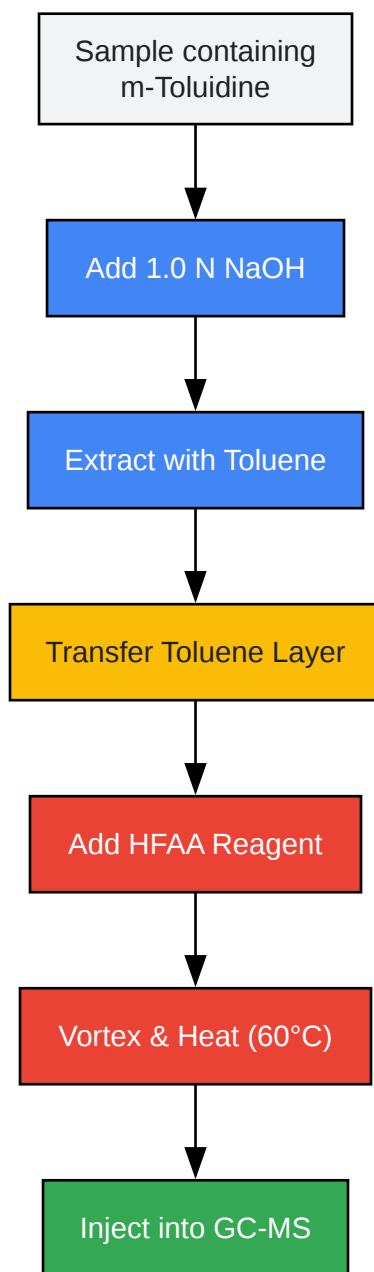 Sample containing
m-Toluidine
Add 1.0 N NaOH
Extract with Toluene
Transfer Toluene Layer
Add HFAA Reagent
Vortex & Heat (60°C)
Inject into GC-MS